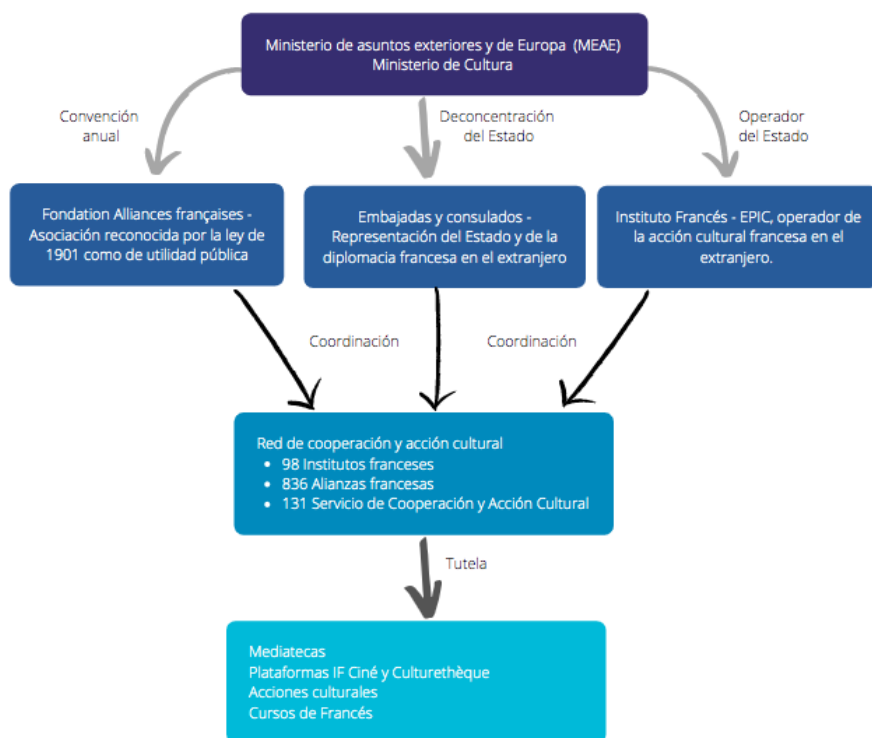 Ministerio de asuntos exteriores y de Europa (MEAE)
Ministerio de Cultura
Convención
anual
Deconcentración
del Estado
Operador
del Estado
Fondation Alliances françaises -
Asociación reconocida por la ley de
1901 como de utilidad pública
Embajadas y consulados -
Representación del Estado y de la
diplomacia francesa en el extranjero
Instituto Francés - EPIC, operador de
la acción cultural francesa en el
extranjero.
Coordinación
Coordinación
Red de cooperación y acción cultural
• 98 Institutos franceses
• 836 Alianzas francesas
• 131 Servicio de Cooperación y Acción Cultural
Tutela
Mediatecas
Plataformas IF Ciné y Culturethèque
Acciones culturales
Cursos de Francés